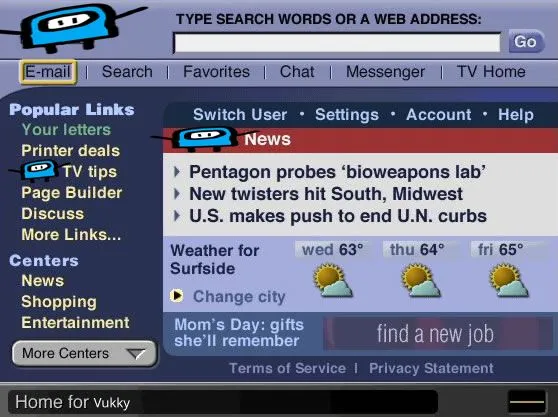 TYPE SEARCH WORDS OR A WEB ADDRESS:
Go
E-mail | Search | Favorites | Chat | Messenger | TV Home
Popular Links
Your letters
Printer deals
TV tips
Page Builder
Discuss
More Links...
Centers
News
Shopping
Entertainment
More Centers
Switch User • Settings • Account • Help
News
Pentagon probes ‘bioweapons lab’
New twisters hit South, Midwest
U.S. makes push to end U.N. curbs
Weather for
Surfside
Change city
wed 63° thu 64° fri 65°
Mom's Day: gifts
she'll remember
find a new job
Terms of Service | Privacy Statement
Home for Vukky